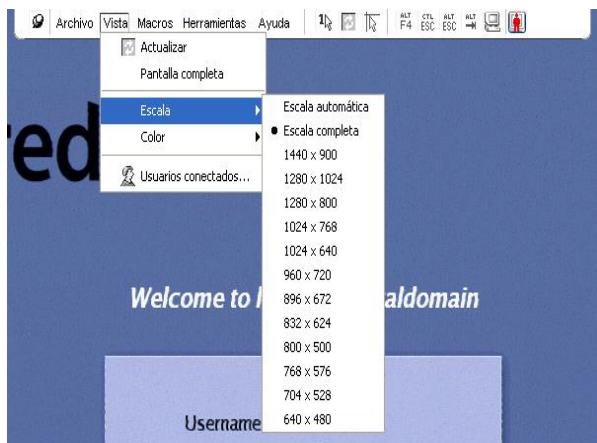 Archivo Vista Macros Herramientas Ayuda 1 ALT F4 CTL ESC ALT ESC ALT
Actualizar
Pantalla completa
Escala
Color
Usuarios conectados...
Escala automática
Escala completa
1440 x 900
1280 x 1024
1280 x 800
1024 x 768
1024 x 640
960 x 720
896 x 672
832 x 624
800 x 500
768 x 576
704 x 528
640 x 480
red
Welcome to l aldomain
Username